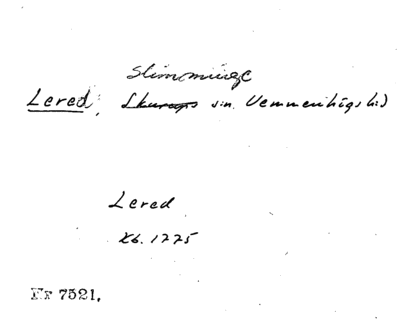 Slimminge
Lered, Skurups sn. Vemmenhögs hd
Lered
Kb. 1775
Nr 7521.